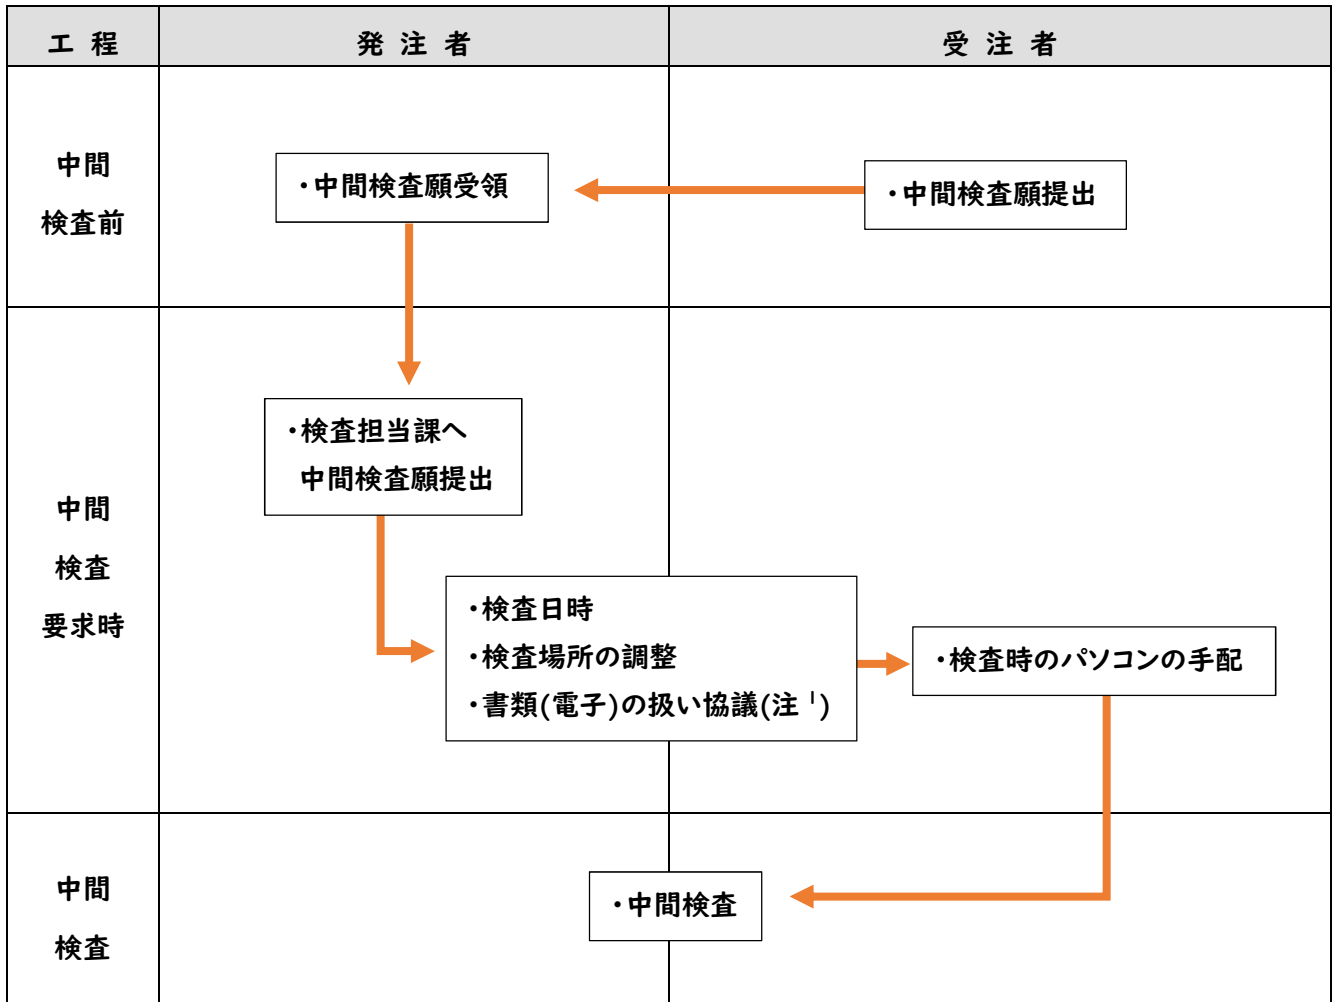 工 程
発 注 者
受 注 者
中間
検査前
・中間検査願受領
・中間検査願提出
中間
検査
要求時
・検査担当課へ
中間検査願提出
・検査日時
・検査場所の調整
・書類(電子)の扱い協議(注 1)
・検査時のパソコンの手配
中間
検査
・中間検査